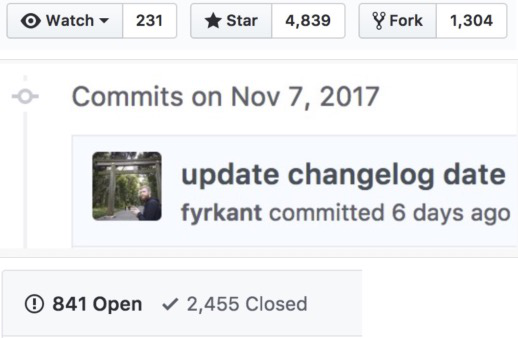 Watch 231 Star 4,839 Fork 1,304
Commits on Nov 7, 2017
update changelog date
fyrkant committed 6 days ago
841 Open 2,455 Closed